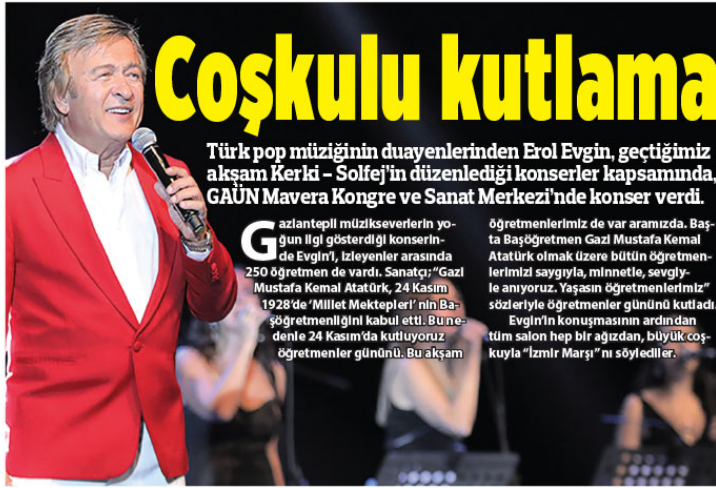 Coşkulu kutlama
Türk pop müziğinin duayenlerinden Erol Evgin, geçtiğimiz
akşam Kerki – Solfej'in düzenlediği konserler kapsamında,
GAÜN Mavera Kongre ve Sanat Merkezi'nde konser verdi.
Gaziantepli müzikseverlerin yo-
ğun ilgi gösterdiği konserin-
de Evgin'i, izleyenler arasında
250 öğretmen de vardı. Sanatçı; "Gazi
Mustafa Kemal Atatürk, 24 Kasım
1928'de 'Millet Mektepleri' nin Ba-
şöğretmenliğini kabul etti. Bu ne-
denle 24 Kasım'da kutluyoruz
öğretmenler gününü. Bu akşam
öğretmenlerimiz de var aramızda. Baş-
ta Başöğretmen Gazi Mustafa Kemal
Atatürk olmak üzere bütün öğretmen-
lerimizi saygıyla, minnetle, sevgiy-
le anıyoruz. Yaşasın öğretmenlerimiz"
sözleriyle öğretmenler gününü kutladı.
Evgin'in konuşmasının ardından
tüm salon hep bir ağızdan, büyük coş-
kuyla "İzmir Marşı" nı söylediler.